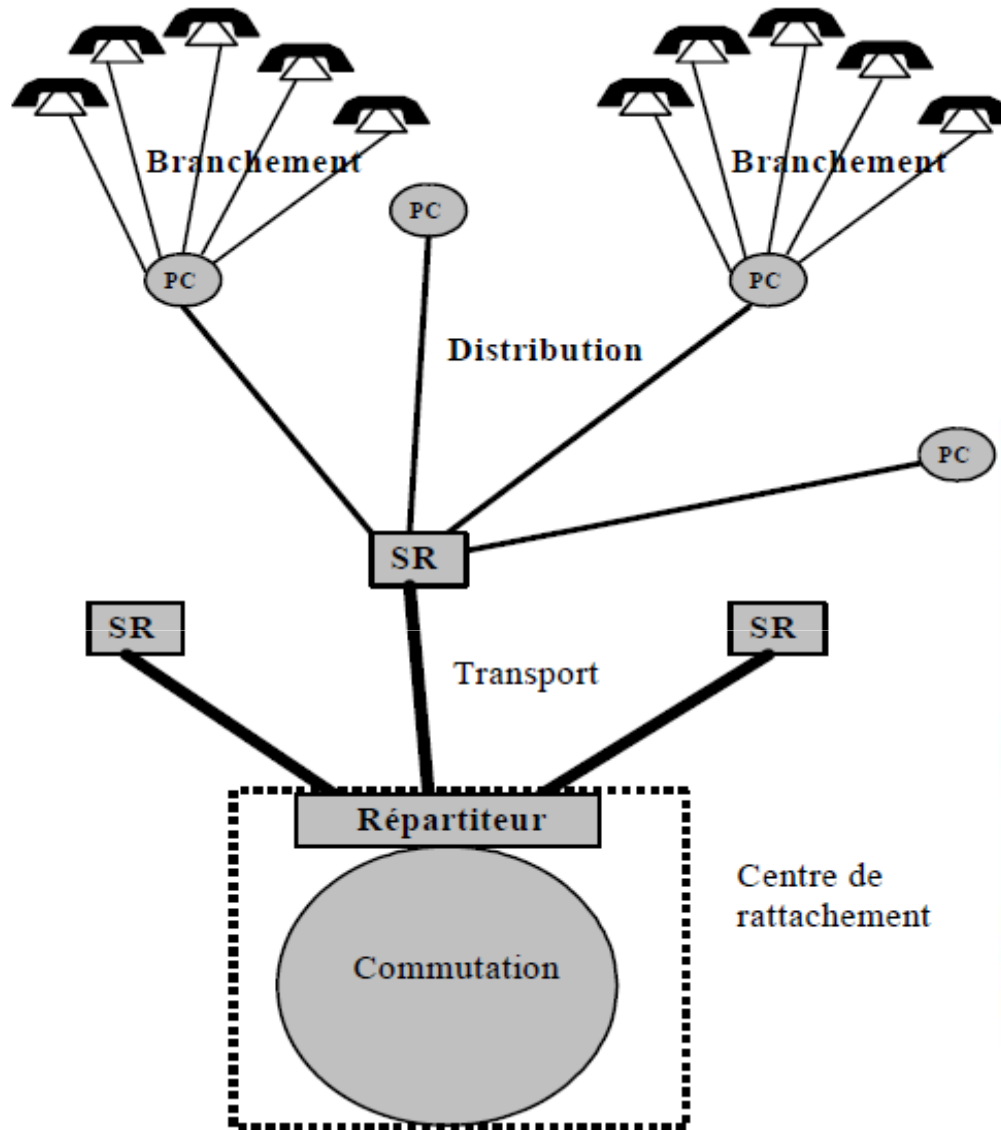 Branchement
Branchement
PC
PC
PC
Distribution
PC
SR
SR
SR
Transport
Répartiteur
Centre de
rattachement
Commutation